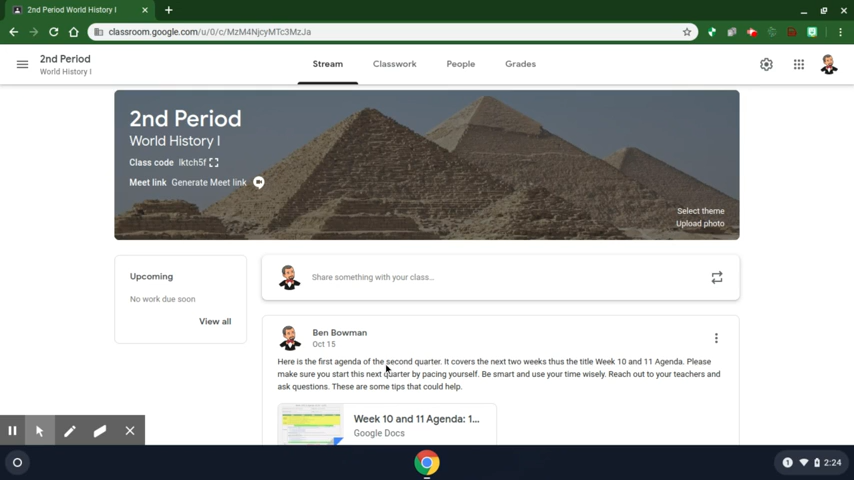 2nd Period World History I
classroom.google.com/u/0/c/MzM4NjcyMTc3MzJa
2nd Period
World History I
Stream
Classwork
People
Grades
2nd Period
World History I
Class code lktch5f
Meet link Generate Meet link
Select theme
Upload photo
Upcoming
No work due soon
View all
Share something with your class...
Ben Bowman
Oct 15
Here is the first agenda of the second quarter. It covers the next two weeks thus the title Week 10 and 11 Agenda. Please
make sure you start this next quarter by pacing yourself. Be smart and use your time wisely. Reach out to your teachers and
ask questions. These are some tips that could help.
Week 10 and 11 Agenda: 1...
Google Docs
1
2:24